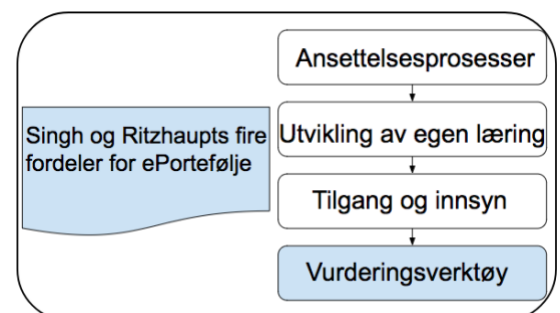 Ansettelsesprosesser
Singh og Ritzhaupts fire
fordeler for ePortefølje
Utvikling av egen læring
Tilgang og innsyn
Vurderingsverktøy